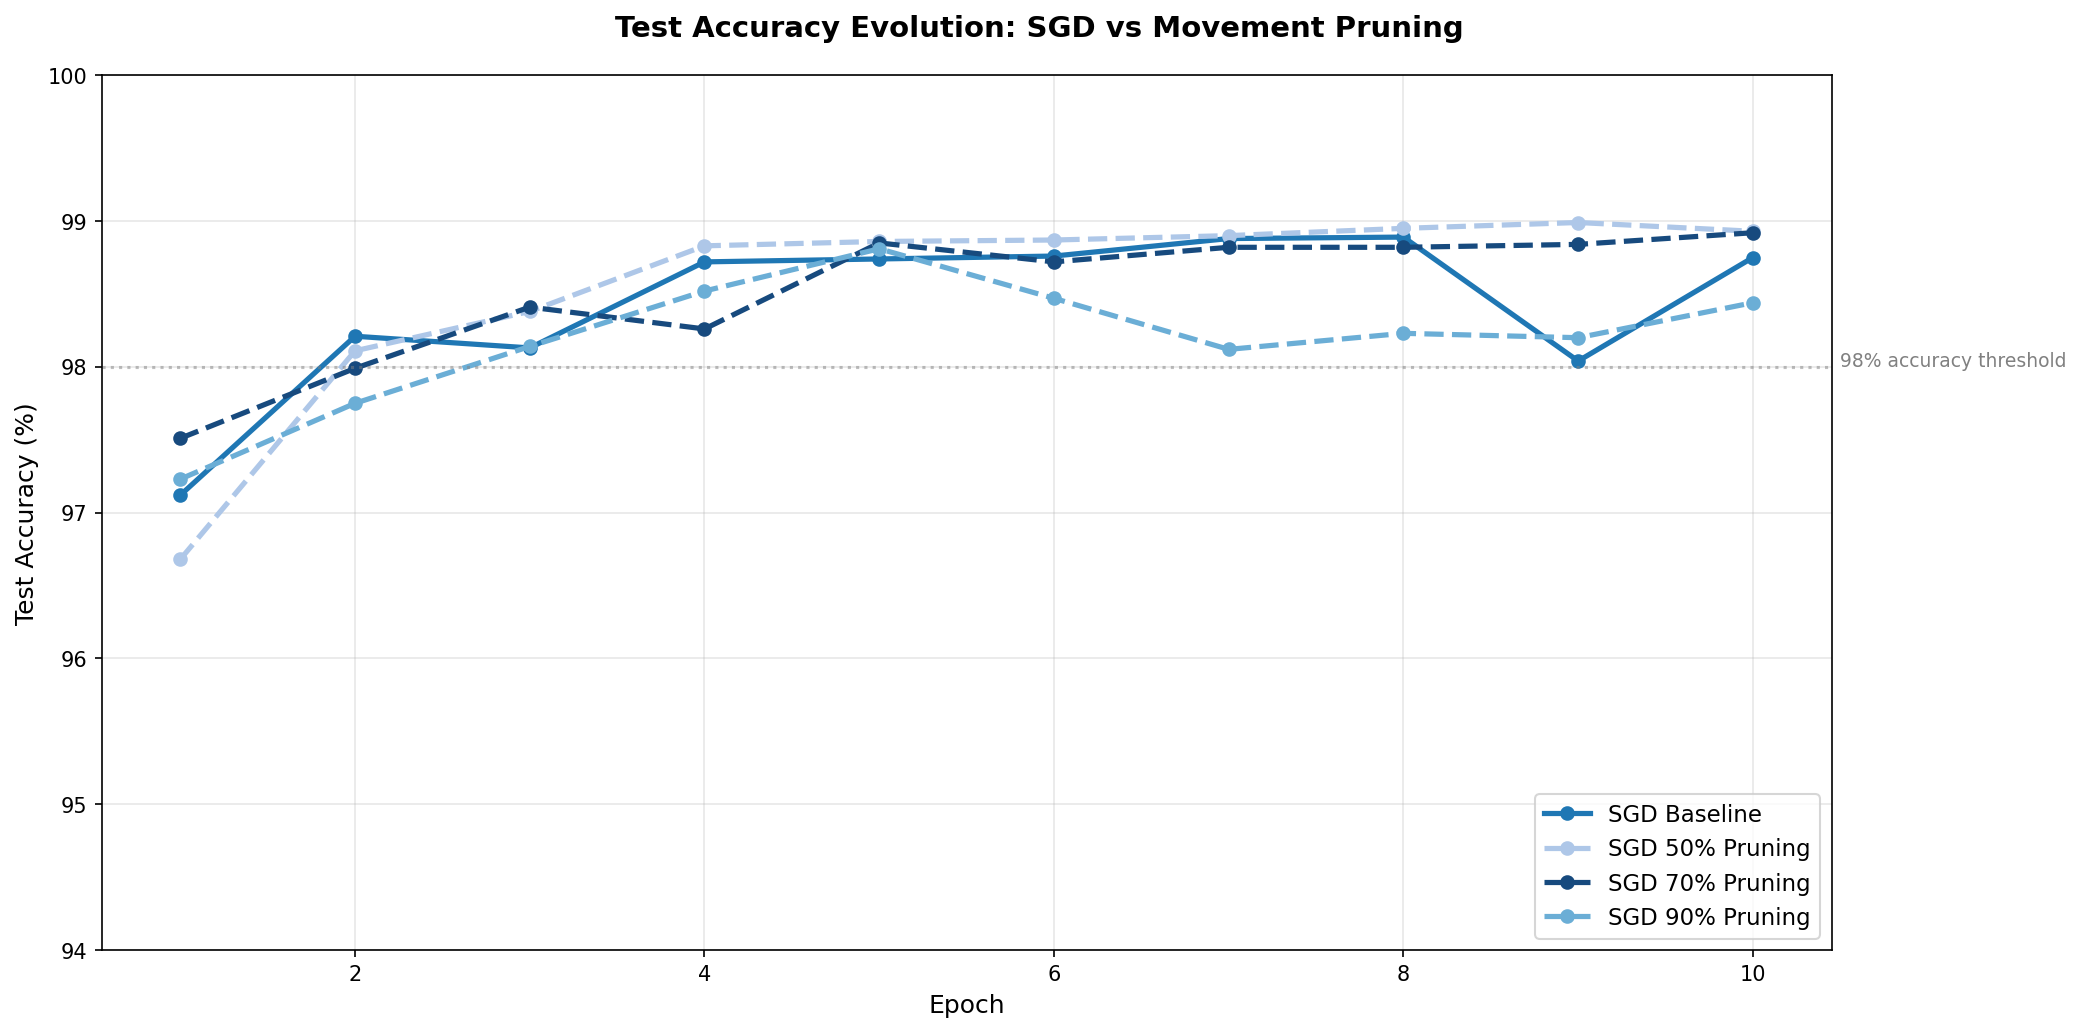 Test Accuracy Evolution: SGD vs Movement Pruning
100
99
98
97
96
95
94
Test Accuracy (%)
98% accuracy threshold
SGD Baseline
SGD 50% Pruning
SGD 70% Pruning
SGD 90% Pruning
2 4 6 8 10
Epoch